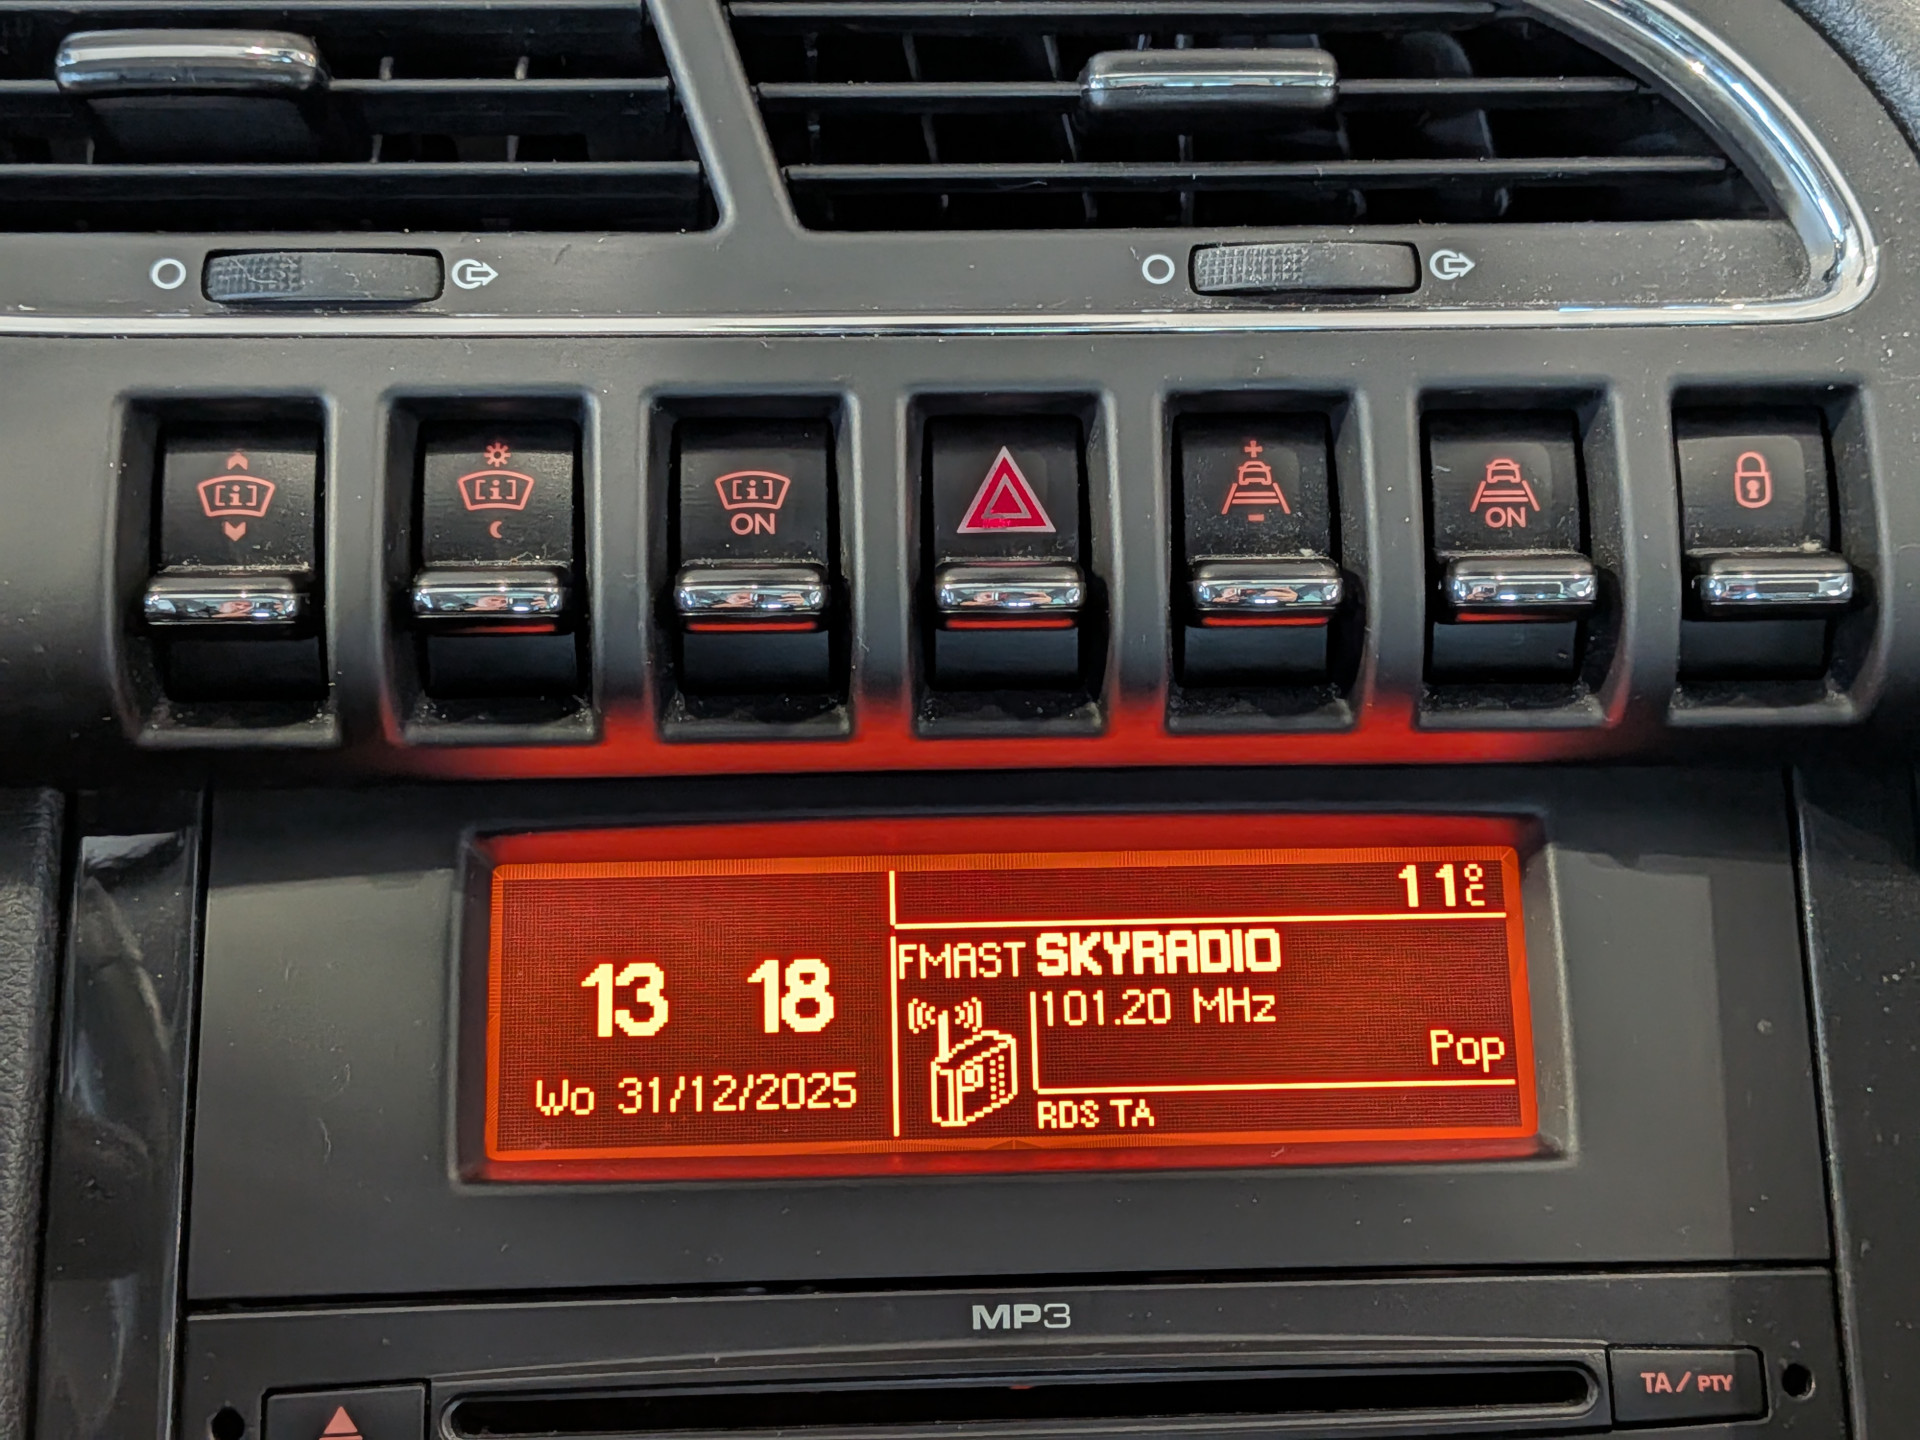 [i]
[i]
[i]
ON
ON
11°C
FMAST SKYRADIO
13 18
101.20 MHz
Pop
Wo 31/12/2025
RDS TA
MP3
TA / PTY